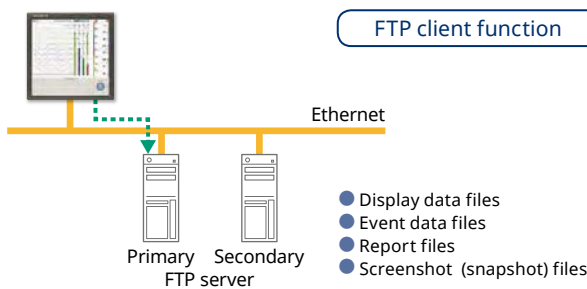 FTP client function
Ethernet
Primary Secondary
FTP server
Display data files
Event data files
Report files
Screenshot (snapshot) files